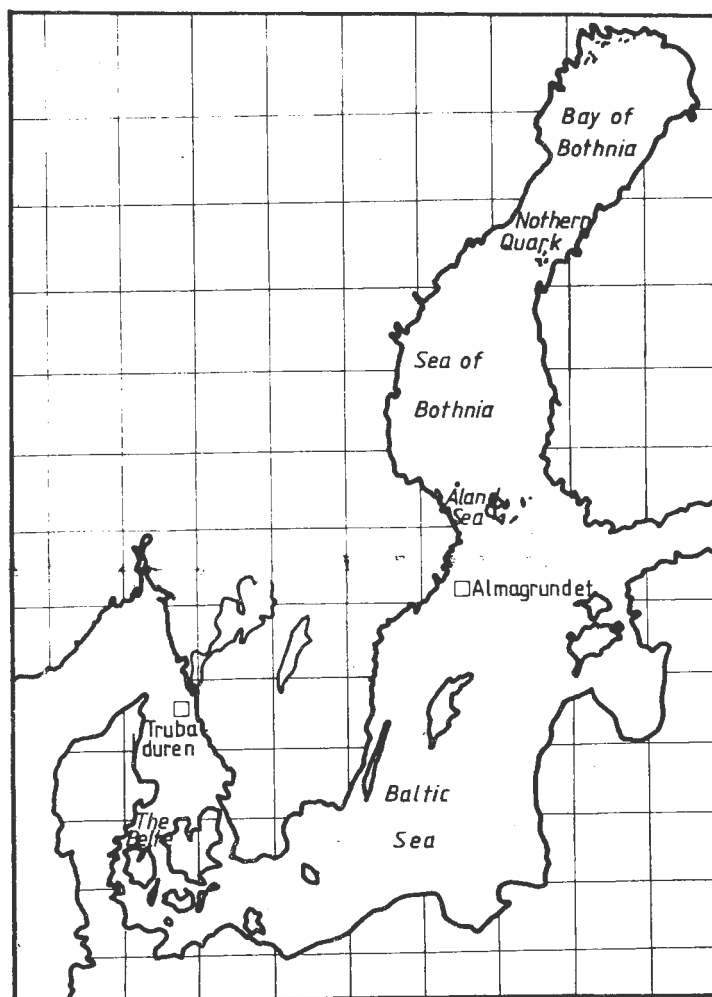 Bay of
Bothnia
Nothern
Quark
Sea of
Bothnia
Åland
Sea
Almagrundet
Truba
duren
The
Belts
Baltic
Sea